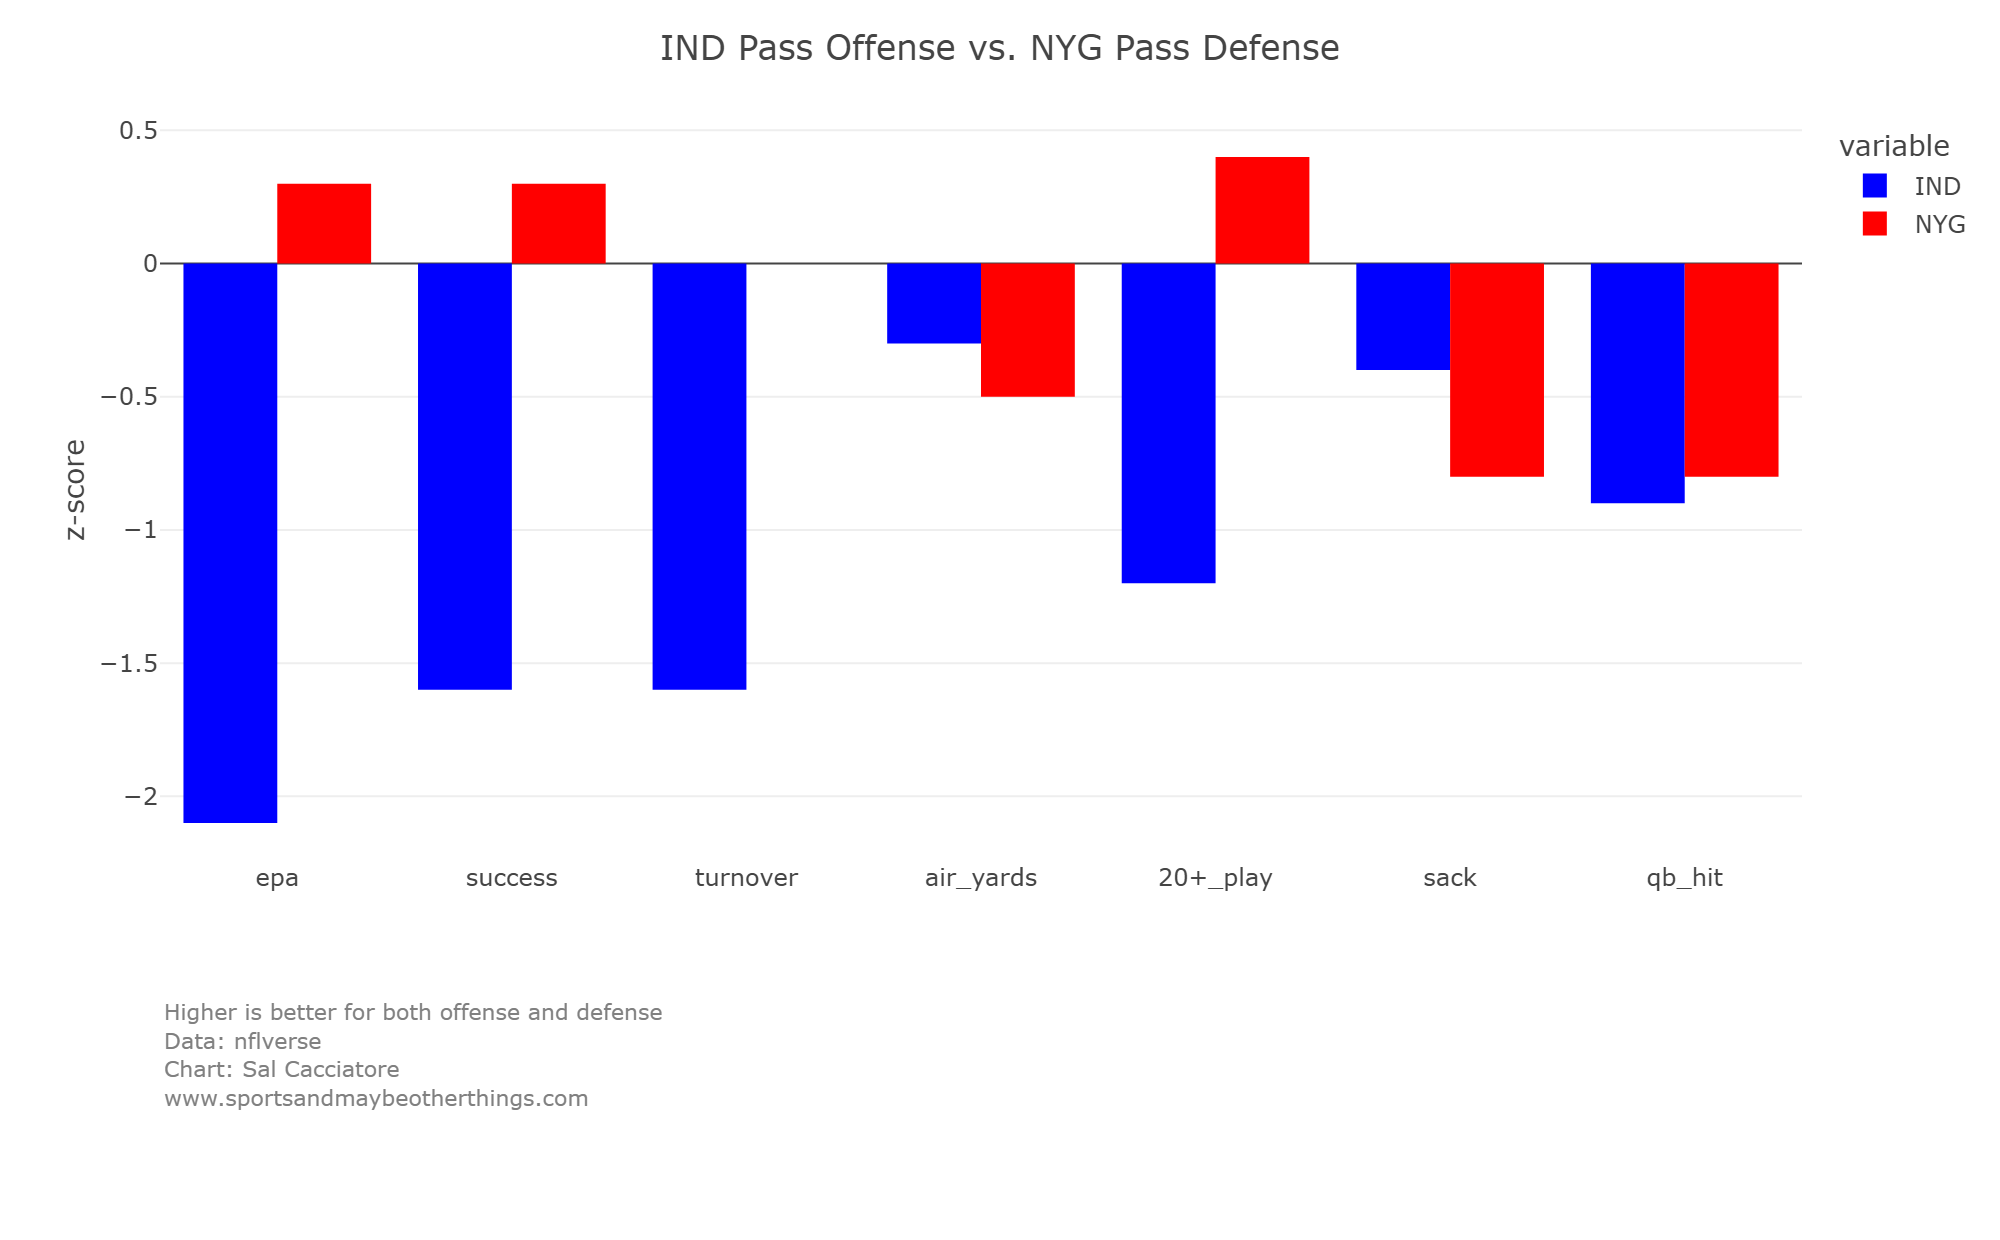 IND Pass Offense vs. NYG Pass Defense
0.5
0
−0.5
−1
−1.5
−2
z-score
epa success turnover air_yards 20+_play sack qb_hit
variable
IND
NYG
Higher is better for both offense and defense
Data: nflverse
Chart: Sal Cacciatore
www.sportsandmaybeotherthings.com